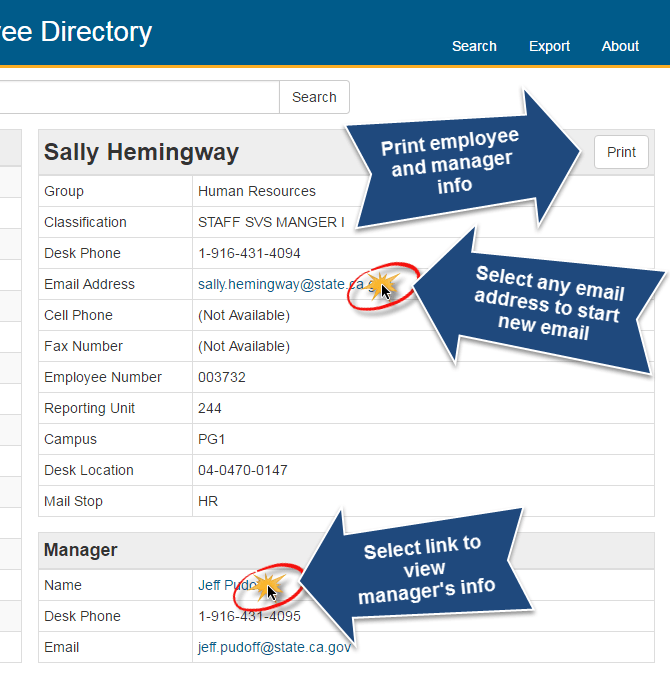 ee Directory
Search Export About
Search
Sally Hemingway
Print employee
and manager
info
Print
Group Human Resources
Classification STAFF SVS MANGER I
Desk Phone 1-916-431-4094
Email Address sally.hemingway@state.ca.g
Select any email
address to start
new email
Cell Phone (Not Available)
Fax Number (Not Available)
Employee Number 003732
Reporting Unit 244
Campus PG1
Desk Location 04-0470-0147
Mail Stop HR
Manager
Select link to
view
manager's info
Name Jeff Pudo
Desk Phone 1-916-431-4095
Email jeff.pudoff@state.ca.gov